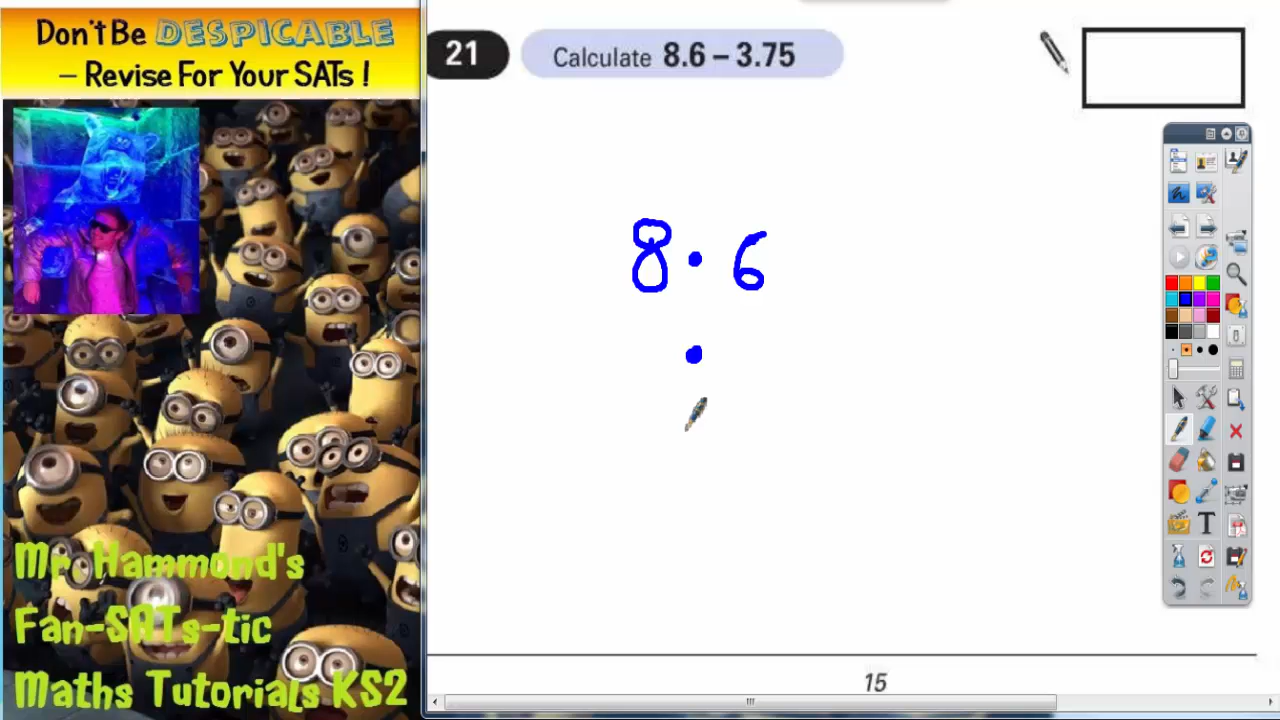 Don't Be DESPICABLE
– Revise For Your SATs !
21 Calculate 8.6 – 3.75
8.6
.
Mr Hammond's
Fan-SATs-tic
Maths Tutorials KS2
15